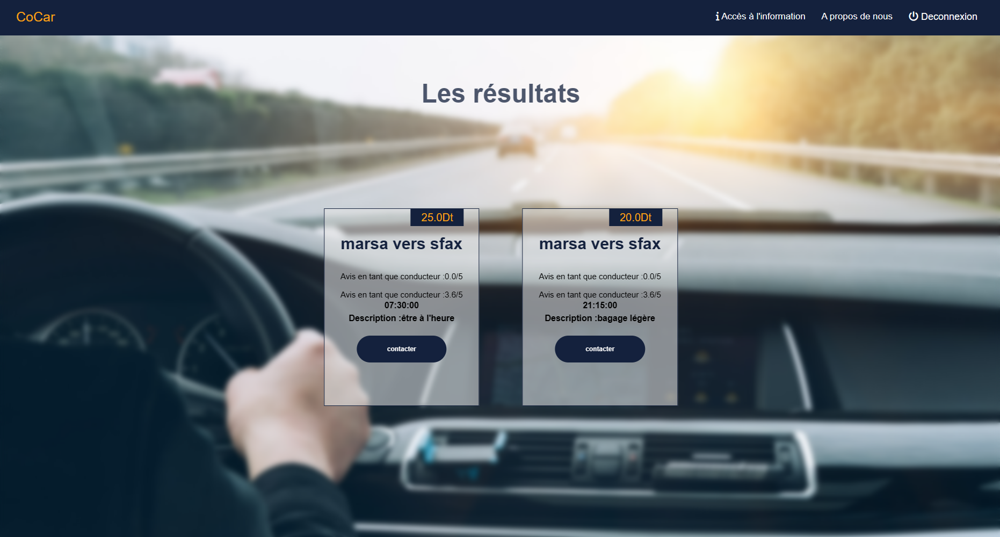 CoCar
Accès à l'information
A propos de nous
Deconnexion
Les résultats
25.0Dt
marsa vers sfax
Avis en tant que conducteur :0.0/5
Avis en tant que conducteur :3.6/5
07:30:00
Description :être à l'heure
contacter
20.0Dt
marsa vers sfax
Avis en tant que conducteur :0.0/5
Avis en tant que conducteur :3.6/5
21:15:00
Description :bagage légère
contacter